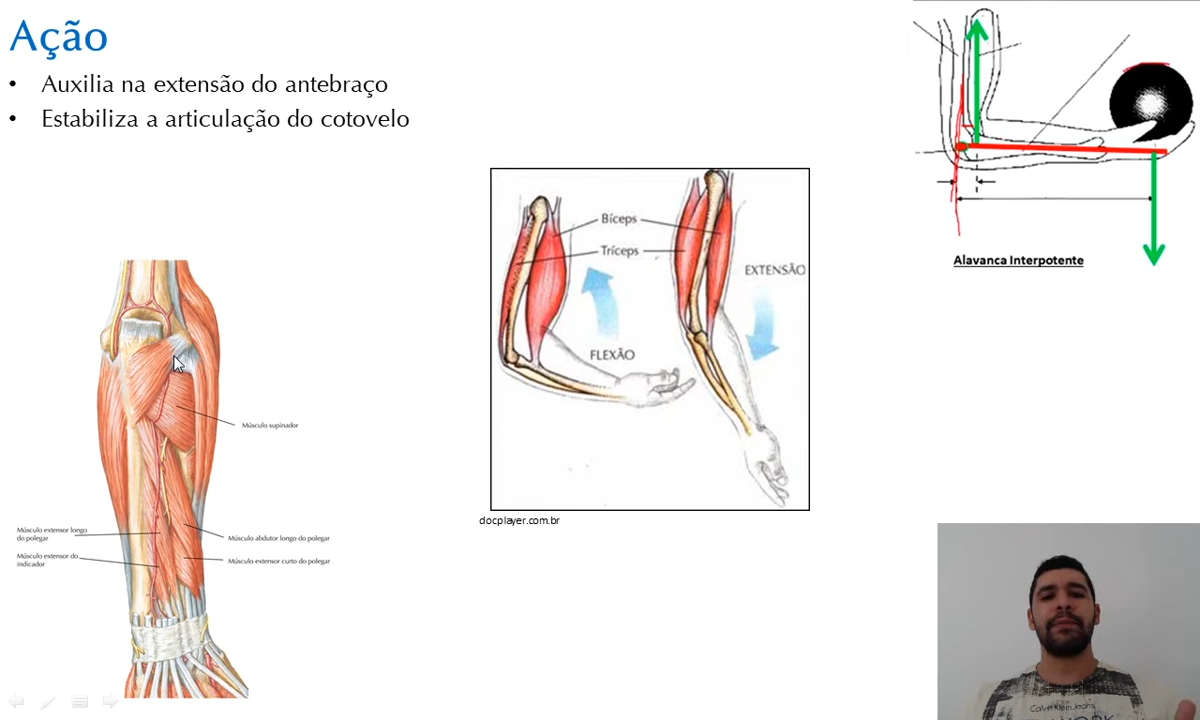 Ação
• Auxilia na extensão do antebraço
• Estabiliza a articulação do cotovelo
Alavanca Interpotente
Bíceps
Tríceps
EXTENSÃO
FLEXÃO
docplayer.com.br
Músculo supinador
Músculo extensor longo
do polegar
Músculo extensor do
indicador
Músculo abdutor longo do polegar
Músculo extensor curto do polegar
Calvin Klein Jeans